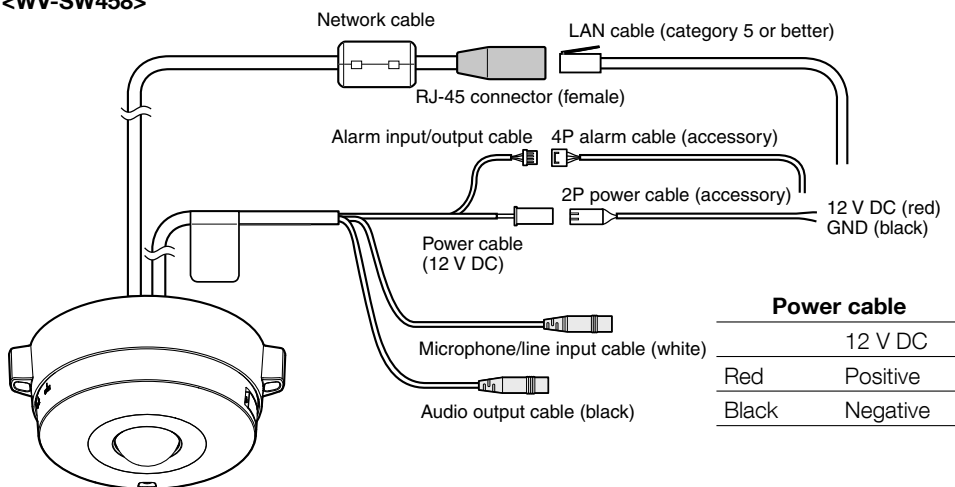 <WV-SW458>
Network cable
LAN cable (category 5 or better)
RJ-45 connector (female)
Alarm input/output cable
4P alarm cable (accessory)
2P power cable (accessory)
12 V DC (red)
GND (black)
Power cable
(12 V DC)
Microphone/line input cable (white)
Audio output cable (black)
Power cable
12 V DC
Red Positive
Black Negative